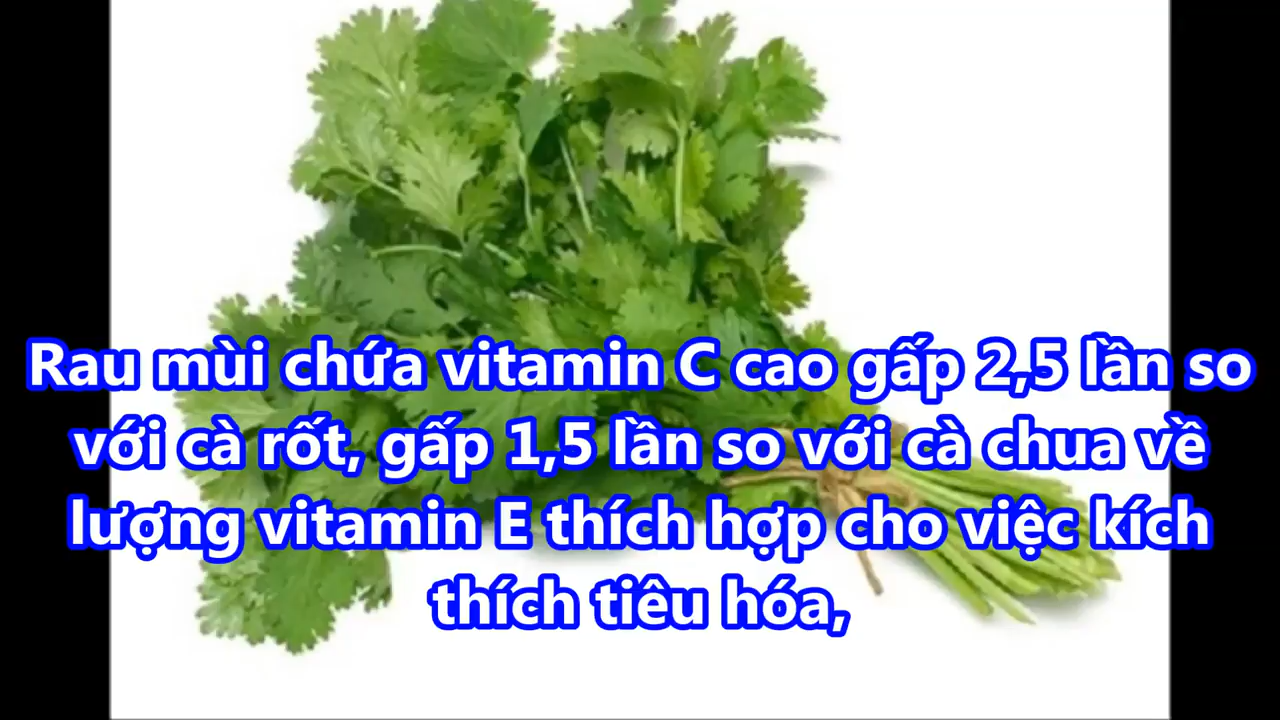 Rau mùi chứa vitamin C cao gấp 2,5 lần so
với cà rốt, gấp 1,5 lần so với cà chua về
lượng vitamin E thích hợp cho việc kích
thích tiêu hóa,